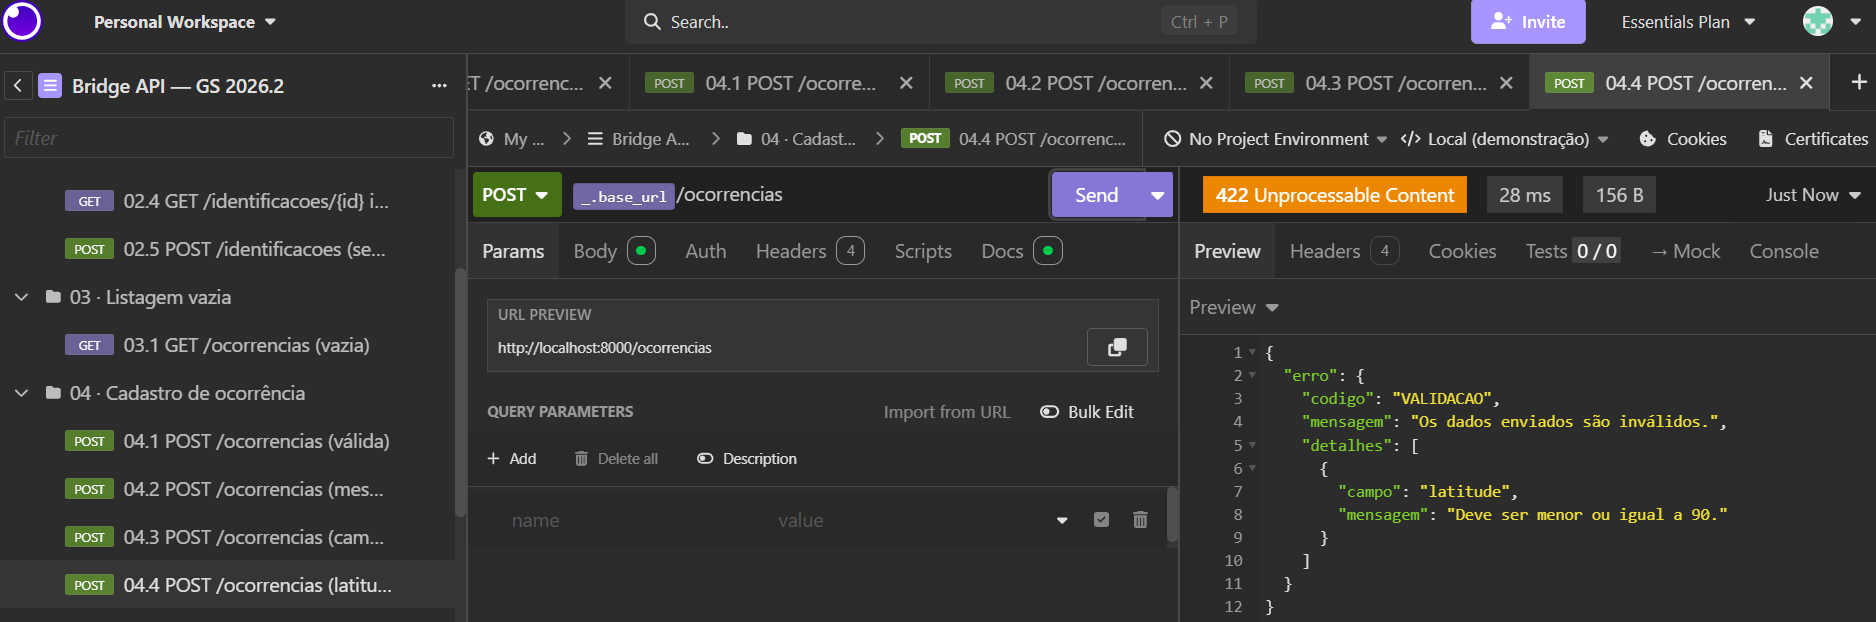 Personal Workspace
Search..
Ctrl + P
Invite
Essentials Plan
Bridge API — GS 2026.2
ET /ocorrenc...
POST 04.1 POST /ocorre...
POST 04.2 POST /ocorren...
POST 04.3 POST /ocorren...
POST 04.4 POST /ocorren...
Filter
My ...
Bridge A...
04 · Cadast...
POST 04.4 POST /ocorrenc...
No Project Environment
Local (demonstração)
Cookies
Certificates
GET 02.4 GET /identificacoes/{id} i...
POST 02.5 POST /identificacoes (se...
03 · Listagem vazia
GET 03.1 GET /ocorrencias (vazia)
04 · Cadastro de ocorrência
POST 04.1 POST /ocorrencias (válida)
POST 04.2 POST /ocorrencias (mes...
POST 04.3 POST /ocorrencias (cam...
POST 04.4 POST /ocorrencias (latitu...
POST _.base_url/ocorrencias
Send
Params Body Auth Headers 4 Scripts Docs
URL PREVIEW
http://localhost:8000/ocorrencias
QUERY PARAMETERS Import from URL Bulk Edit
+ Add Delete all Description
name value
422 Unprocessable Content 28 ms 156 B Just Now
Preview Headers 4 Cookies Tests 0 / 0 → Mock Console
Preview
1 {
2 "erro": {
3 "codigo": "VALIDACAO",
4 "mensagem": "Os dados enviados são inválidos.",
5 "detalhes": [
6 {
7 "campo": "latitude",
8 "mensagem": "Deve ser menor ou igual a 90."
9 }
10 ]
11 }
12 }